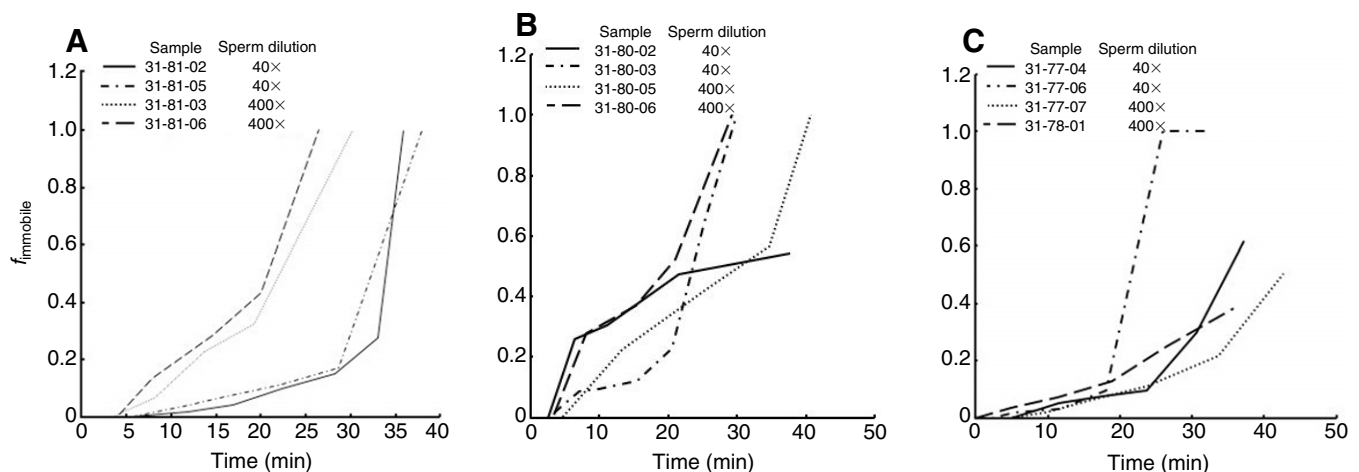 A
Sample Sperm dilution
31-81-02 40×
31-81-05 40×
31-81-03 400×
31-81-06 400×
1.2
1.0
0.8
0.6
0.4
0.2
0
f immobile
0 5 10 15 20 25 30 35 40
Time (min)
B
Sample Sperm dilution
31-80-02 40×
31-80-03 40×
31-80-05 400×
31-80-06 400×
1.2
1.0
0.8
0.6
0.4
0.2
0
0 10 20 30 40 50
Time (min)
C
Sample Sperm dilution
31-77-04 40×
31-77-06 40×
31-77-07 400×
31-78-01 400×
1.2
1.0
0.8
0.6
0.4
0.2
0
0 10 20 30 40 50
Time (min)